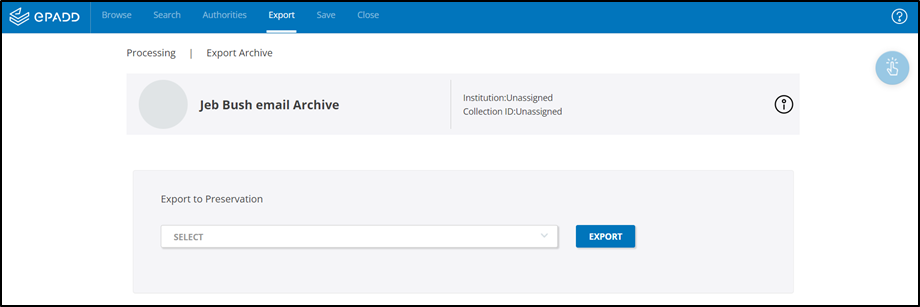 ePADD Browse Search Authorities Export Save Close ?
Processing | Export Archive
Jeb Bush email Archive
Institution:Unassigned
Collection ID:Unassigned
Export to Preservation
SELECT EXPORT